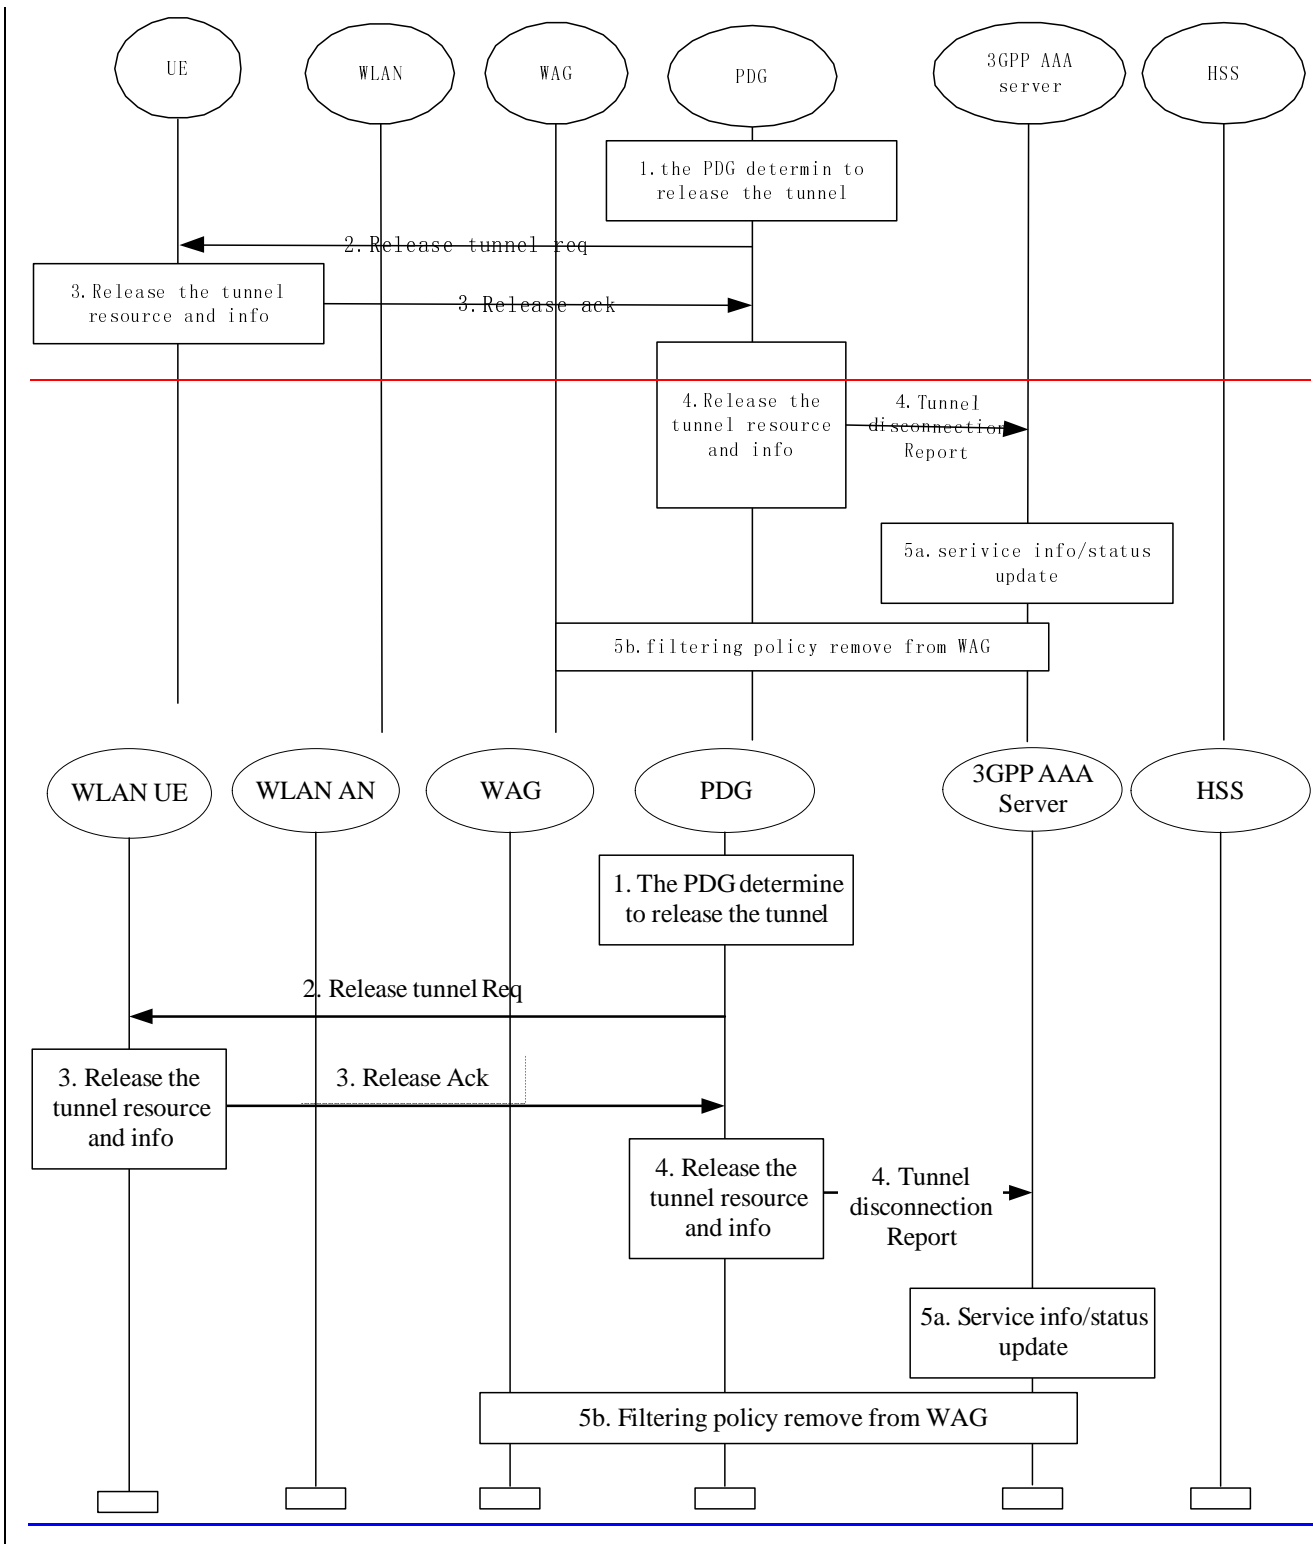 UE
WLAN
WAG
PDG
3GPP AAA
server
HSS
1.the PDG determin to
release the tunnel
2.Release tunnel req
3.Release the tunnel
resource and info
3.Release ack
4.Release the
tunnel resource
and info
4.Tunnel
disconnection
Report
5a.serivice info/status
update
5b.filtering policy remove from WAG
WLAN UE
WLAN AN
WAG
PDG
3GPP AAA
Server
HSS
1. The PDG determine
to release the tunnel
2. Release tunnel Req
3. Release the
tunnel resource
and info
3. Release Ack
4. Release the
tunnel resource
and info
4. Tunnel
disconnection
Report
5a. Service info/status
update
5b. Filtering policy remove from WAG